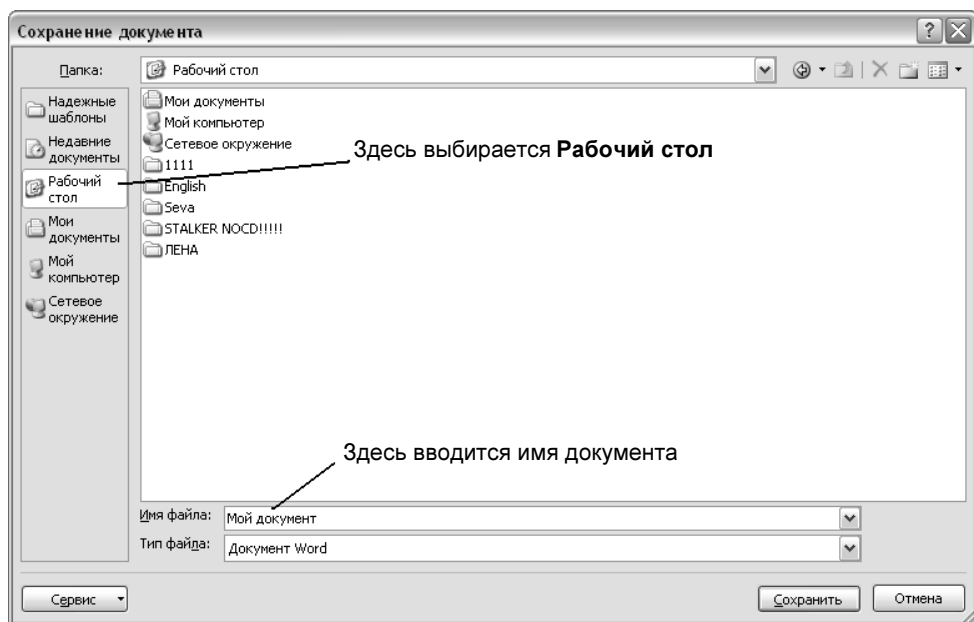 Сохранение документа
Папка:
Рабочий стол
Надежные
шаблоны
Недавние
документы
Рабочий
стол
Мои
документы
Мой
компьютер
Сетевое
окружение
Мои документы
Мой компьютер
Сетевое окружение
1111
English
Seva
STALKER NOCD!!!!!
ЛЕНА
Здесь выбирается Рабочий стол
Здесь вводится имя документа
Имя файла:
Мой документ
Тип файла:
Документ Word
Сервис
Сохранить
Отмена